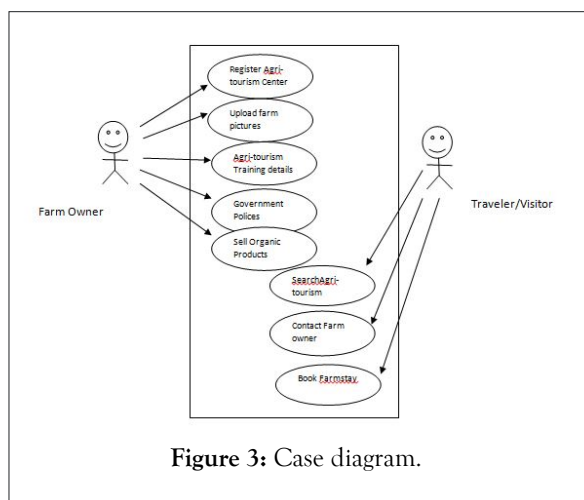 Register Agri-
tourism Center
Upload farm
pictures
Agri-tourism
Training details
Farm Owner
Government
Polices
Traveler/Visitor
Sell Organic
Products
SearchAgri-
tourism
Contact Farm
owner
Book Farmstay
Figure 3: Case diagram.